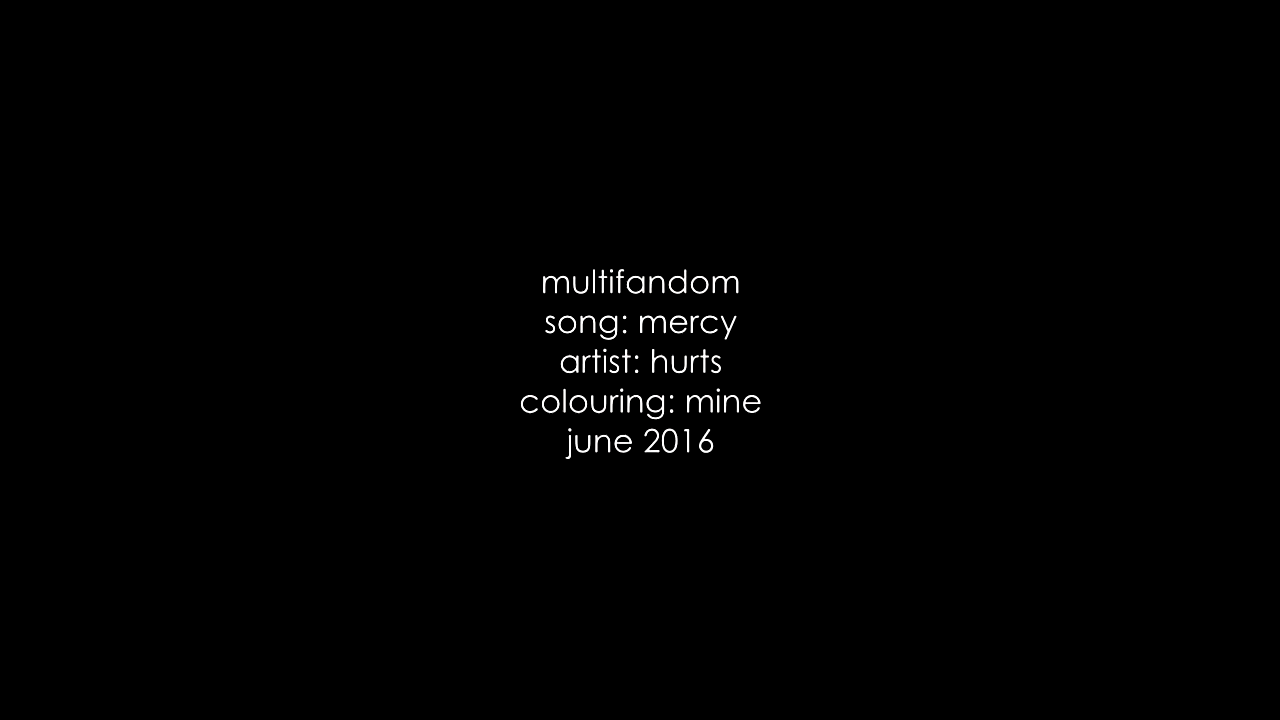 multifandom
song: mercy
artist: hurts
colouring: mine
june 2016